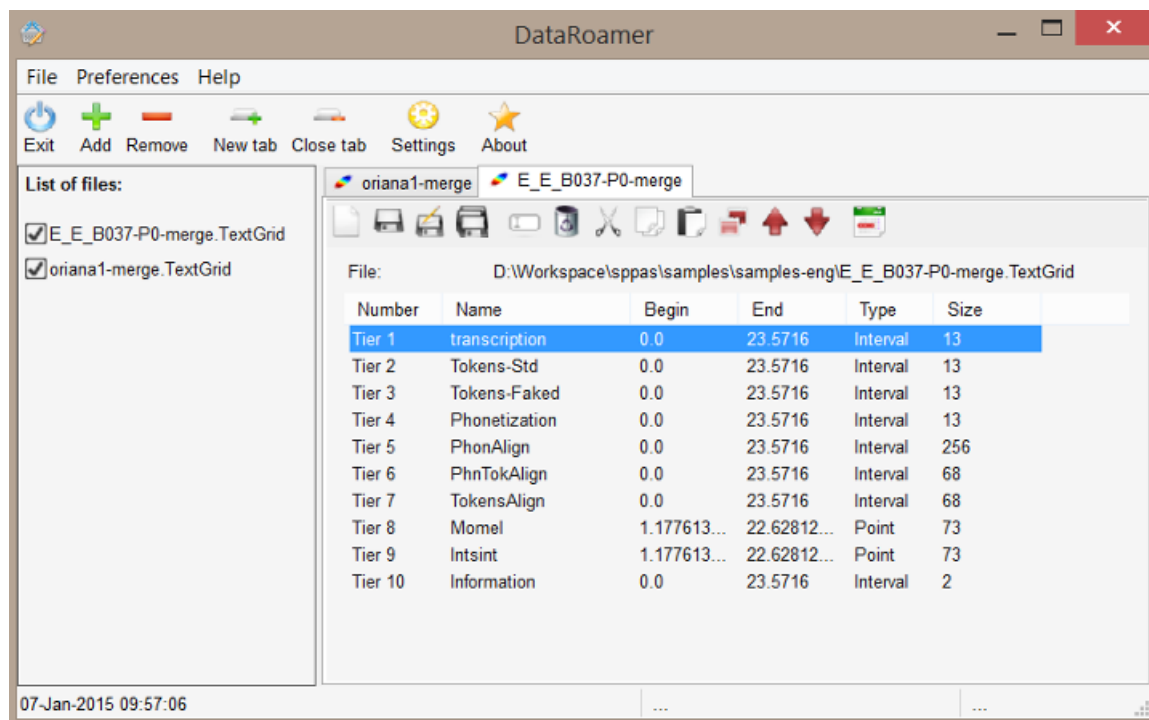 DataRoamer
File Preferences Help
Exit Add Remove New tab Close tab Settings About
List of files:
E_E_B037-P0-merge.TextGrid
oriana1-merge.TextGrid
oriana1-merge E_E_B037-P0-merge
File: D:\Workspace\sppas\samples\samples-eng\E_E_B037-P0-merge.TextGrid
Number Name Begin End Type Size
Tier 1 transcription 0.0 23.5716 Interval 13
Tier 2 Tokens-Std 0.0 23.5716 Interval 13
Tier 3 Tokens-Faked 0.0 23.5716 Interval 13
Tier 4 Phonetization 0.0 23.5716 Interval 13
Tier 5 PhonAlign 0.0 23.5716 Interval 256
Tier 6 PhnTokAlign 0.0 23.5716 Interval 68
Tier 7 TokensAlign 0.0 23.5716 Interval 68
Tier 8 Momel 1.177613... 22.62812... Point 73
Tier 9 Intsint 1.177613... 22.62812... Point 73
Tier 10 Information 0.0 23.5716 Interval 2
07-Jan-2015 09:57:06 ... ...